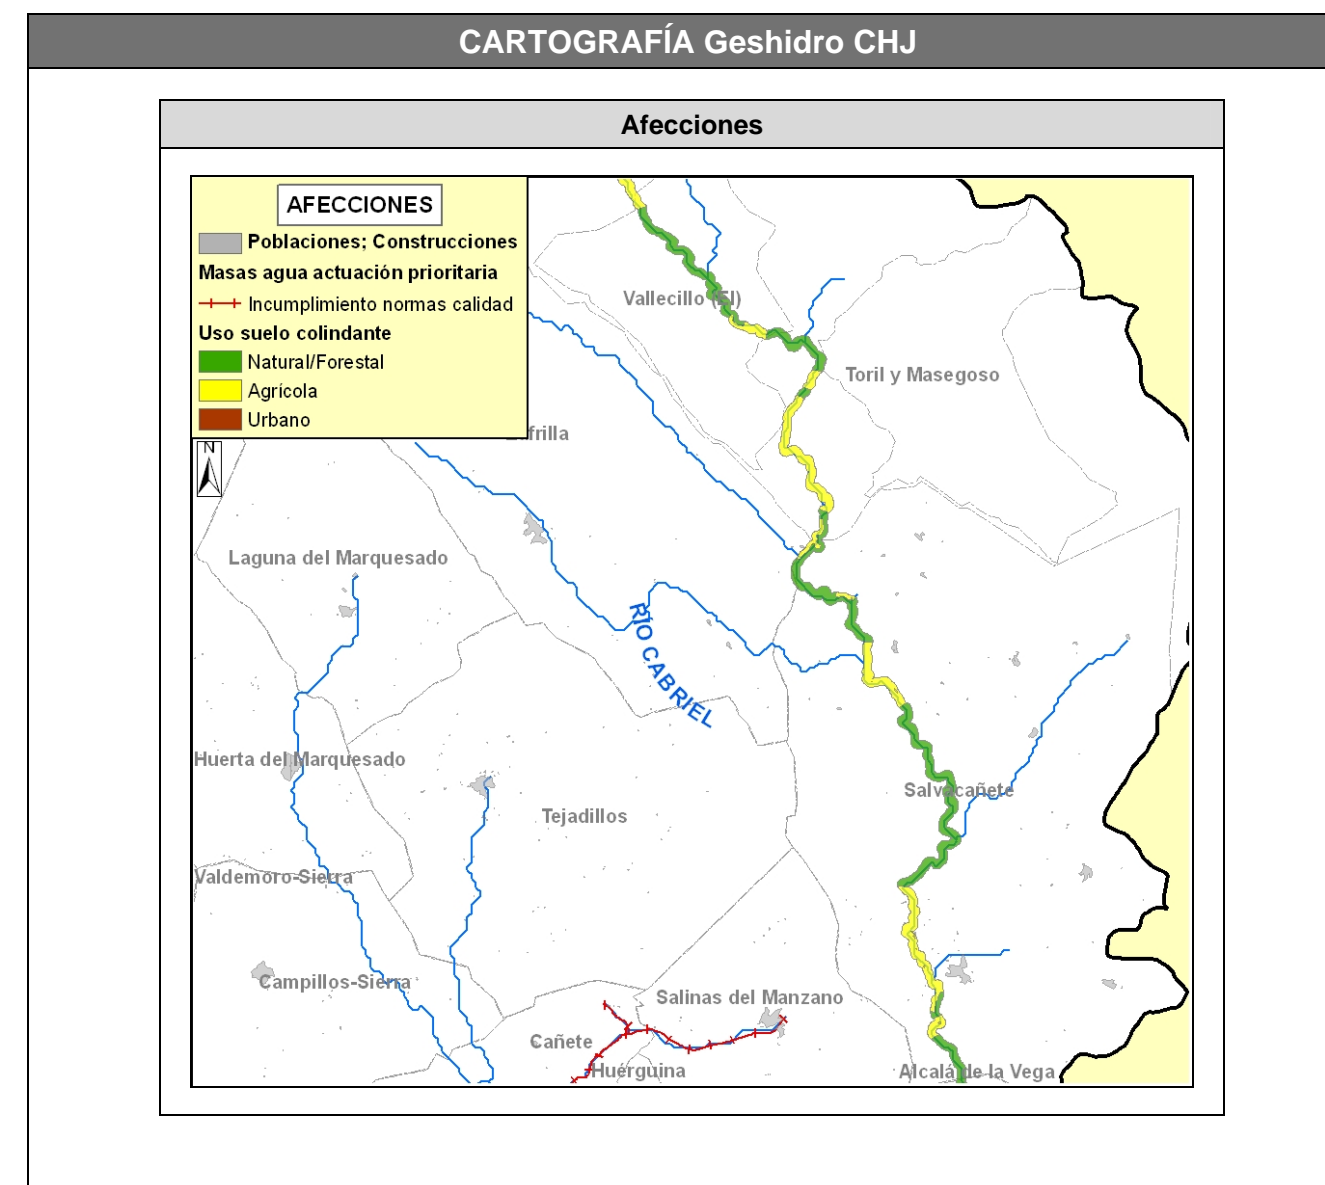 CARTOGRAFÍA Geshidro CHJ
Afecciones
AFECCIONES
Poblaciones; Construcciones
Masas agua actuación prioritaria
Incumplimiento normas calidad
Uso suelo colindante
Natural/Forestal
Agrícola
Urbano
N
Vallecillo (El)
Toril y Masegoso
Laguna del Marquesado
RÍO CABRIEL
Huerta del Marquesado
Salvacañete
Tejadillos
Valdemoro-Sierra
Campillos-Sierra
Salinas del Manzano
Cañete
Huérguina
Alcalá de la Vega